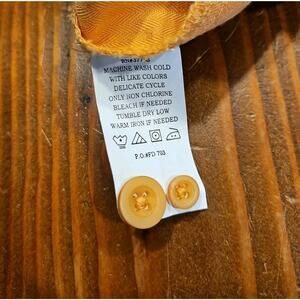 MACHINE WASH COLD
WITH LIKE COLORS
DELICATE CYCLE
ONLY NON CHLORINE
BLEACH IF NEEDED
TUMBLE DRY LOW
WARM IRON IF NEEDED
P.O.#FD 703